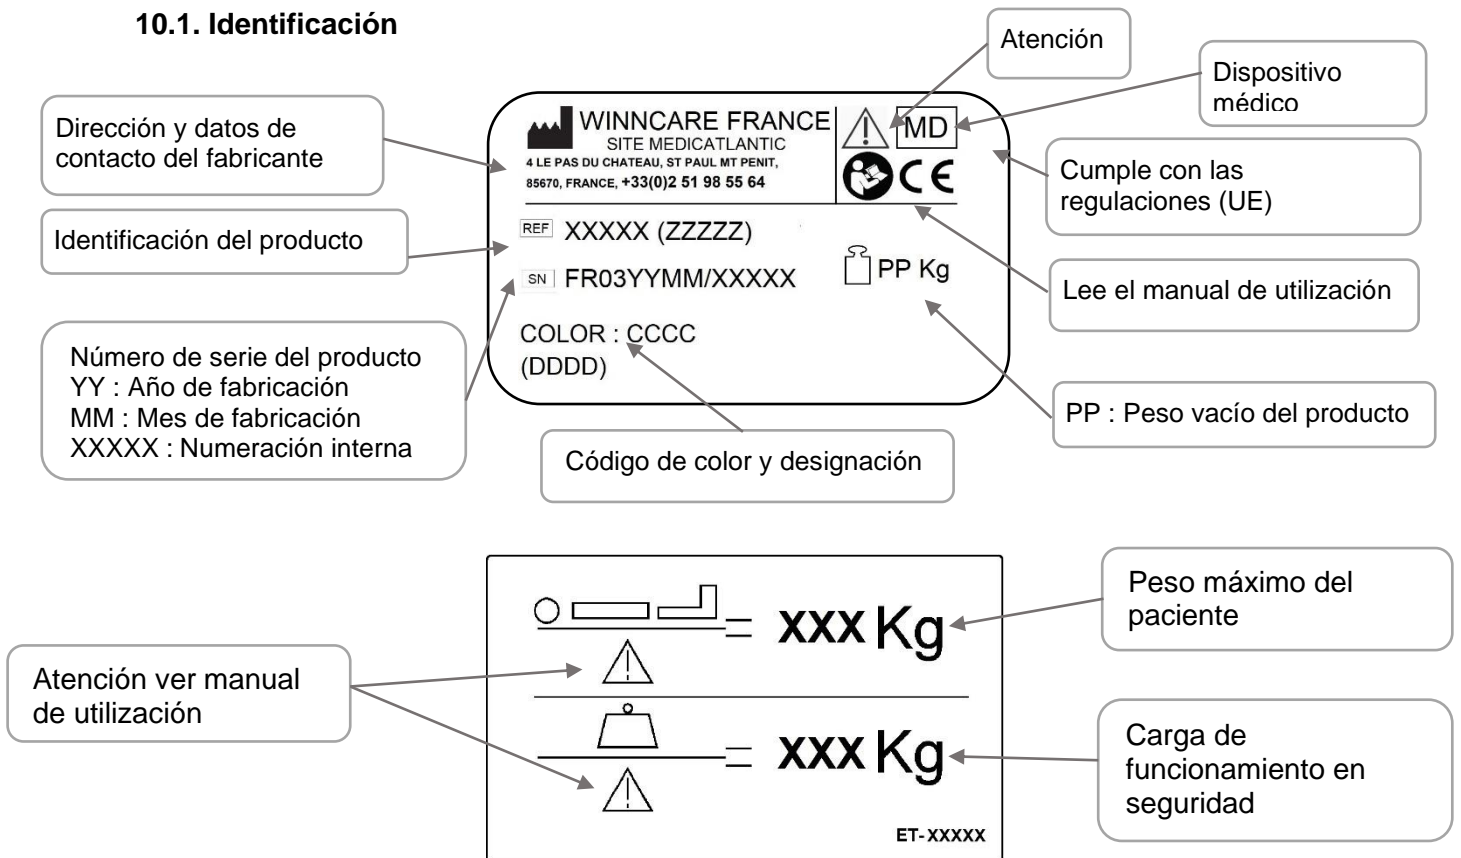 10.1. Identificación
Atención
Dispositivo
médico
Dirección y datos de
contacto del fabricante
WINNCARE FRANCE
SITE MEDICATLANTIC
4 LE PAS DU CHATEAU, ST PAUL MT PENIT,
85670, FRANCE, +33(0)2 51 98 55 64
MD
CE
Cumple con las
regulaciones (UE)
Identificación del producto
REF XXXXX (ZZZZZ)
SN FR03YYMM/XXXXX
PP Kg
Lee el manual de utilización
Número de serie del producto
YY : Año de fabricación
MM : Mes de fabricación
XXXXX : Numeración interna
COLOR : CCCC
(DDDD)
PP : Peso vacío del producto
Código de color y designación
= XXX Kg
Peso máximo del
paciente
Atención ver manual
de utilización
= XXX Kg
Carga de
funcionamiento en
seguridad
ET-XXXXX